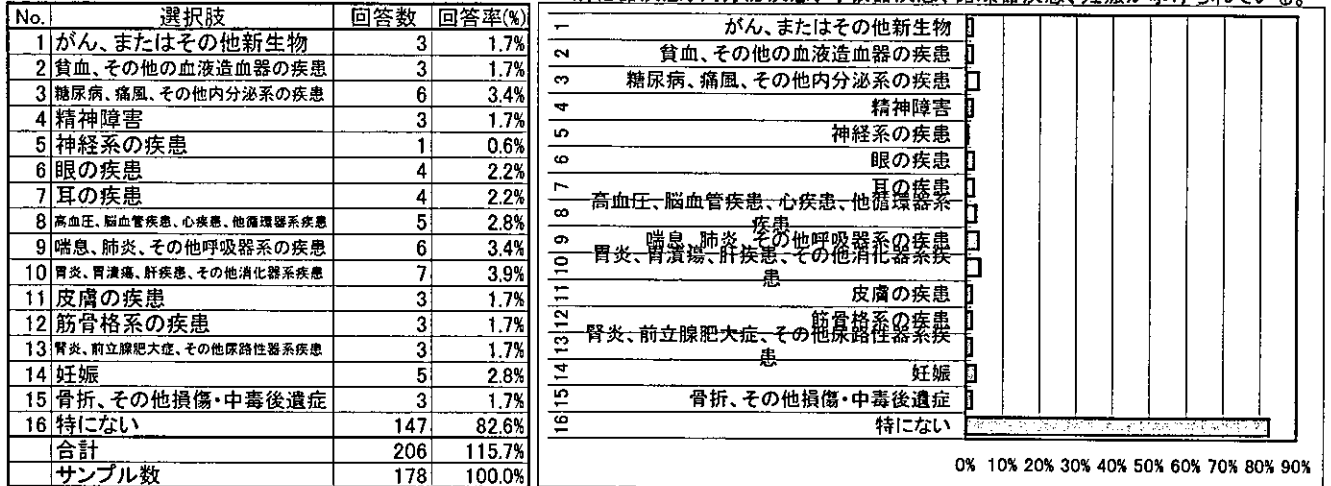 No. 選択肢 回答数 回答率(%)
1 がん、またはその他新生物 3 1.7%
2 貧血、その他の血液造血器の疾患 3 1.7%
3 糖尿病、痛風、その他内分泌系の疾患 6 3.4%
4 精神障害 3 1.7%
5 神経系の疾患 1 0.6%
6 眼の疾患 4 2.2%
7 耳の疾患 4 2.2%
8 高血圧、脳血管疾患、心疾患、他循環器系疾患 5 2.8%
9 喘息、肺炎、その他呼吸器系の疾患 6 3.4%
10 胃炎、胃潰瘍、肝疾患、その他消化器系疾患 7 3.9%
11 皮膚の疾患 3 1.7%
12 筋骨格系の疾患 3 1.7%
13 腎炎、前立腺肥大症、その他尿路性器系疾患 3 1.7%
14 妊娠 5 2.8%
15 骨折、その他損傷・中毒後遺症 3 1.7%
16 特にない 147 82.6%
合計 206 115.7%
サンプル数 178 100.0%
1 がん、またはその他新生物
2 貧血、その他の血液造血器の疾患
3 糖尿病、痛風、その他内分泌系の疾患
4 精神障害
5 神経系の疾患
6 眼の疾患
7 耳の疾患
8 高血圧、脳血管疾患、心疾患、他循環器系
疾患
9 喘息、肺炎、その他呼吸器系の疾患
10 胃炎、胃潰瘍、肝疾患、その他消化器系疾
患
11 皮膚の疾患
12 筋骨格系の疾患
13 腎炎、前立腺肥大症、その他尿路性器系疾
患
14 妊娠
15 骨折、その他損傷・中毒後遺症
16 特にない
0% 10% 20% 30% 40% 50% 60% 70% 80% 90%